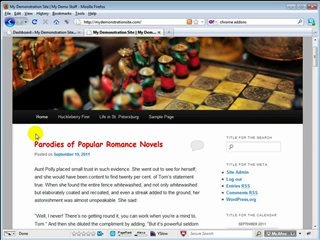 My Demonstration Site | My Demo Stuff - Mozilla Firefox
File Edit View History Bookmarks Tools Help
http://mydemonstrationsite.com/
chrome addons
Dashboard ‹ My Demonstration Site...
My Demonstration Site | My Dem...
Home Huckleberry Finn Life in St. Petersburg Sample Page
Parodies of Popular Romance Novels
Posted on September 10, 2011
Aunt Polly placed small trust in such evidence. She went out to see for herself,
and she would have been content to find twenty per cent. of Tom's statement
true. When she found the entire fence whitewashed, and not only whitewashed
but elaborately coated and recoated, and even a streak added to the ground, her
astonishment was almost unspeakable. She said:
"Well, I never! There's no getting round it, you can work when you're a mind to,
Tom." And then she diluted the compliment by adding, "But it's powerful seldom
TITLE FOR THE SEARCH
TITLE FOR THE META
Site Admin
Log out
Entries RSS
Comments RSS
WordPress.org
TITLE FOR THE CALENDAR
SEPTEMBER 2011
Done
McAfee